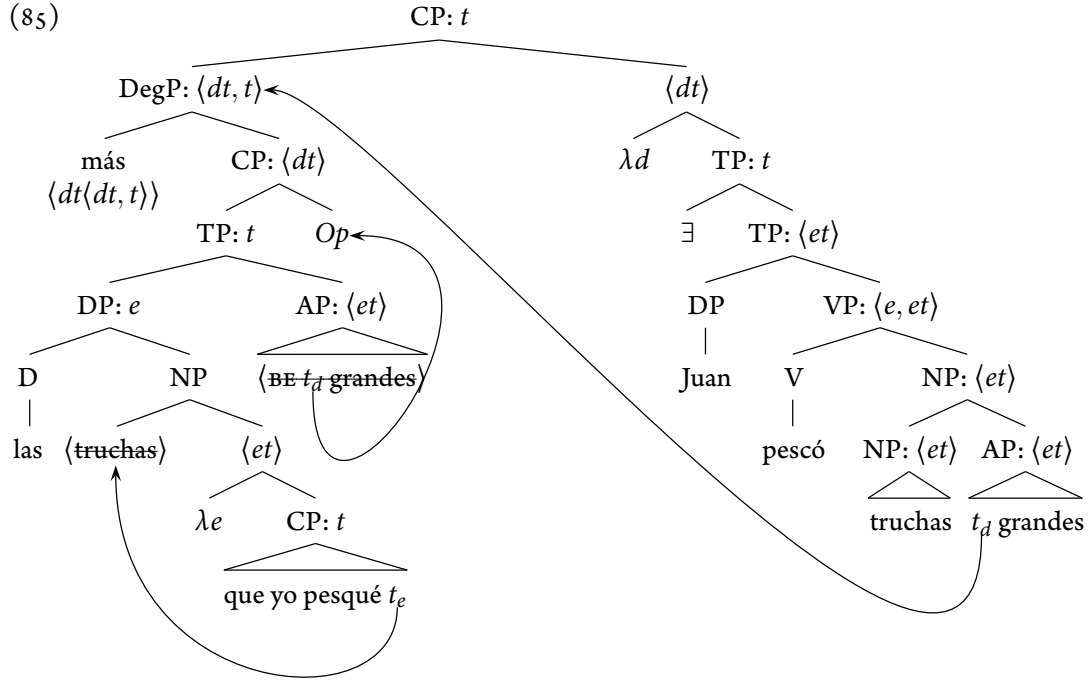 (85)
CP: t
DegP: ⟨dt, t⟩ ⟨dt⟩
más CP: ⟨dt⟩ λd TP: t
⟨dt⟨dt, t⟩⟩
TP: t Op ∃ TP: ⟨et⟩
DP: e AP: ⟨et⟩ DP VP: ⟨e, et⟩
D NP ⟨BE t_d grandes⟩ Juan V NP: ⟨et⟩
las ⟨truchas⟩ ⟨et⟩ pescó NP: ⟨et⟩ AP: ⟨et⟩
λe CP: t truchas t_d grandes
que yo pesqué t_e